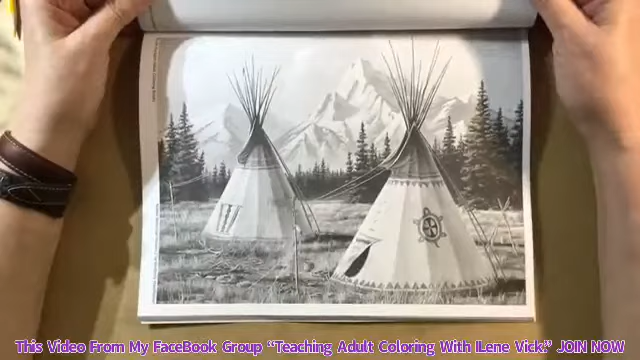 This Video From My FaceBook Group “Teaching Adult Coloring With ILene Vick.” JOIN NOW